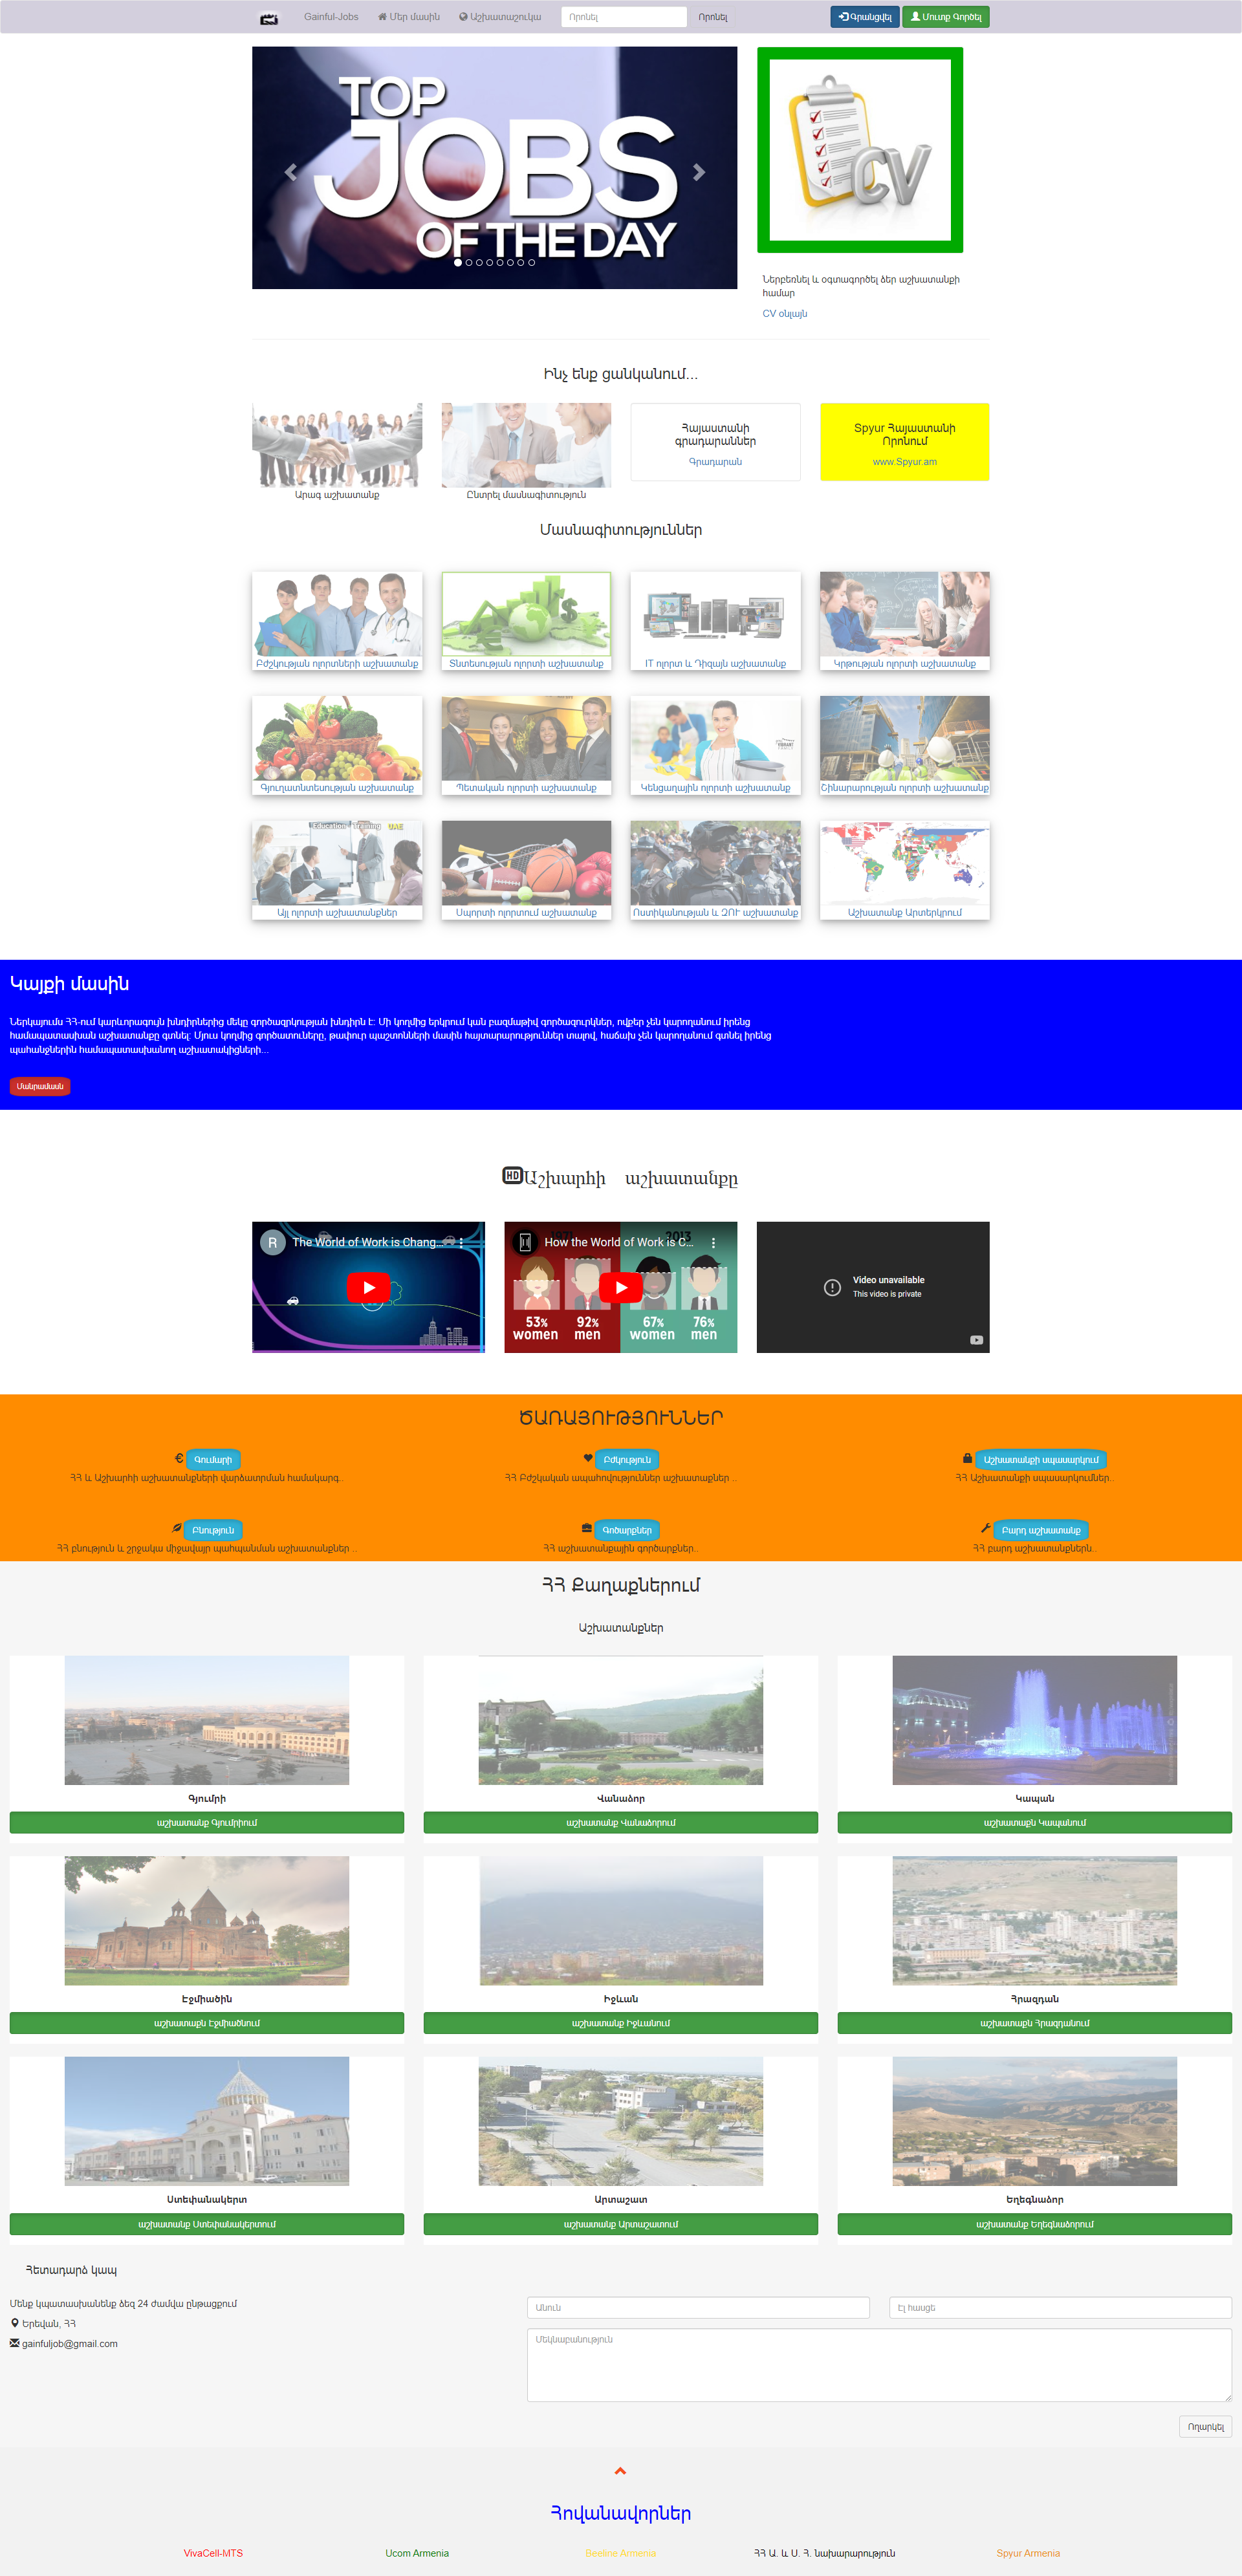 Gainful-Jobs
Մեր մասին
Աշխատաշուկա
Որոնել
Որոնել
Գրանցվել
Մուտք Գործել
TOP
JOBS
OF THE DAY
CV
Ներբեռնել և օգտագործել ձեր աշխատանքի
համար
CV օնլայն
Ինչ ենք ցանկանում...
Արագ աշխատանք
Ընտրել մասնագիտություն
Հայաստանի
գրադարաններ
Գրադարան
Spyur Հայաստանի
Որոնում
www.Spyur.am
Մասնագիտություններ
Բժշկության ոլորտների աշխատանք
Տնտեսության ոլորտի աշխատանք
IT ոլորտ և Դիզայն աշխատանք
Կրթության ոլորտի աշխատանք
Գյուղատնտեսության աշխատանք
Պետական ոլորտի աշխատանք
Կենցաղային ոլորտի աշխատանք
Շինարարության ոլորտի աշխատանք
Education Training UAE
Այլ ոլորտի աշխատանքներ
Սպորտի ոլորտում աշխատանք
Ոստիկանության և ԶՈՒ աշխատանք
Աշխատանք Արտերկրում
Կայքի մասին
Ներկայումս ՀՀ-ում կարևորագույն խնդիրներից մեկը գործազրկության խնդիրն է: Մի կողմից երկրում կան բազմաթիվ գործազուրկներ, ովքեր չեն կարողանում իրենց
համապատասխան աշխատանքը գտնել: Մյուս կողմից գործատուները, թափուր պաշտոնների մասին հայտարարություններ տալով, հաճախ չեն կարողանում գտնել իրենց
պահանջներին համապատասխանող աշխատակիցների...
Մանրամասն
HD Աշխարհի աշխատանքը
R The World of Work is Chang...
How the World of Work is C...
2013
53% women
92% men
67% women
76% men
Video unavailable
This video is private
ԾԱՌԱՅՈՒԹՅՈՒՆՆԵՐ
Գումարի
ՀՀ և Աշխարհի աշխատանքների վարձատրման համակարգ..
Բժկություն
ՀՀ Բժշկական ապահովություններ աշխատաքներ ..
Աշխատանքի սպասարկում
ՀՀ Աշխատանքի սպասարկումներ..
Բնություն
ՀՀ բնություն և շրջակա միջավայր պահպանման աշխատանքներ ..
Գոծարքներ
ՀՀ աշխատանքային գործարքներ..
Բարդ աշխատանք
ՀՀ բարդ աշխատանքներն..
ՀՀ Քաղաքներում
Աշխատանքներ
Գյումրի
աշխատանք Գյումրիում
Վանաձոր
աշխատանք Վանաձորում
Կապան
աշխատաքն Կապանում
Էջմիածին
աշխատաքն Էջմիածնում
Իջևան
աշխատանք Իջևանում
Հրազդան
աշխատաքն Հրազդանում
Ստեփանակերտ
աշխատանք Ստեփանակերտում
Արտաշատ
աշխատանք Արտաշատում
Եղեգնաձոր
աշխատանք Եղեգնաձորում
Հետադարձ կապ
Մենք կպատասխանենք ձեզ 24 ժամվա ընթացքում
Երեվան, ՀՀ
gainfuljob@gmail.com
Անուն
Էլ հասցե
Մեկնաբանություն
Ուղարկել
Հովանավորներ
VivaCell-MTS
Ucom Armenia
Beeline Armenia
ՀՀ Ա. և Ս. Հ. նախարարություն
Spyur Armenia